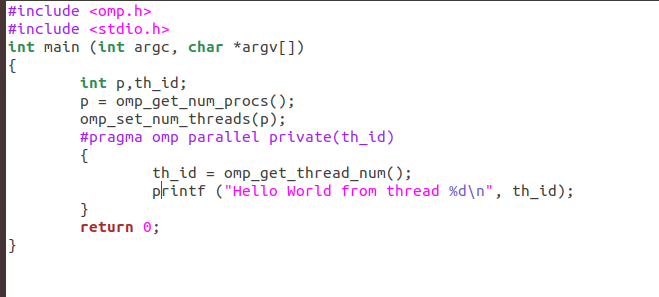 #include <omp.h>
#include <stdio.h>
int main (int argc, char *argv[])
{
        int p,th_id;
        p = omp_get_num_procs();
        omp_set_num_threads(p);
        #pragma omp parallel private(th_id)
        {
                th_id = omp_get_thread_num();
                printf ("Hello World from thread %d\n", th_id);
        }
        return 0;
}